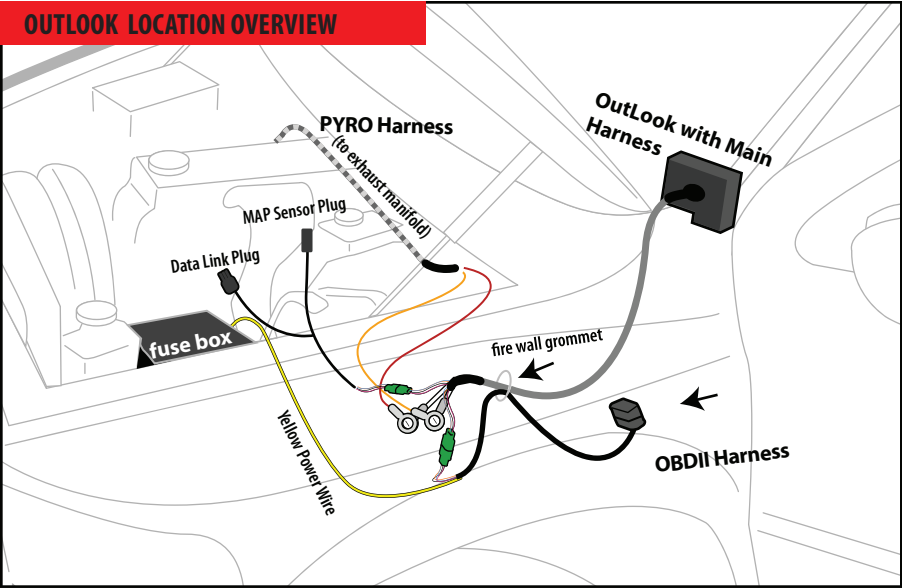 OUTLOOK LOCATION OVERVIEW
PYRO Harness
(to exhaust manifold)
OutLook with Main
Harness
MAP Sensor Plug
Data Link Plug
fuse box
fire wall grommet
Yellow Power Wire
OBDII Harness